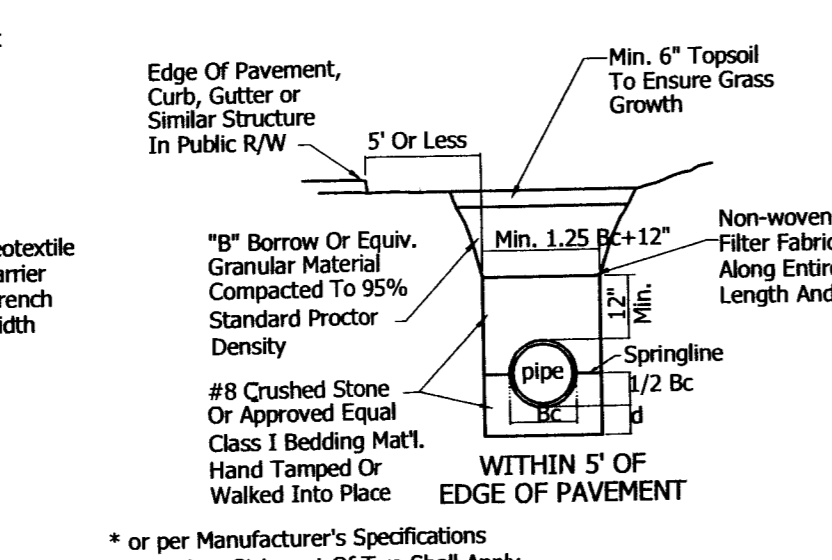 Edge Of Pavement,
Curb, Gutter or
Similar Structure
In Public R/W
5' Or Less
Min. 6" Topsoil
To Ensure Grass
Growth
"B" Borrow Or Equiv.
Granular Material
Compacted To 95%
Standard Proctor
Density
Min. 1.25 Bc+12"
Non-woven
Filter Fabric
Along Entire
Length And
12"
Min.
Springline
pipe
1/2 Bc
Bc
d
#8 Crushed Stone
Or Approved Equal
Class I Bedding Mat'l.
Hand Tamped Or
Walked Into Place
WITHIN 5' OF
EDGE OF PAVEMENT
* or per Manufacturer's Specifications
Of
Shall Apply